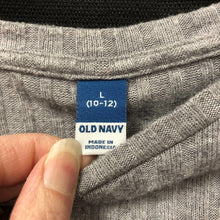 L
(10-12)
OLD NAVY
MADE IN
INDONESIA